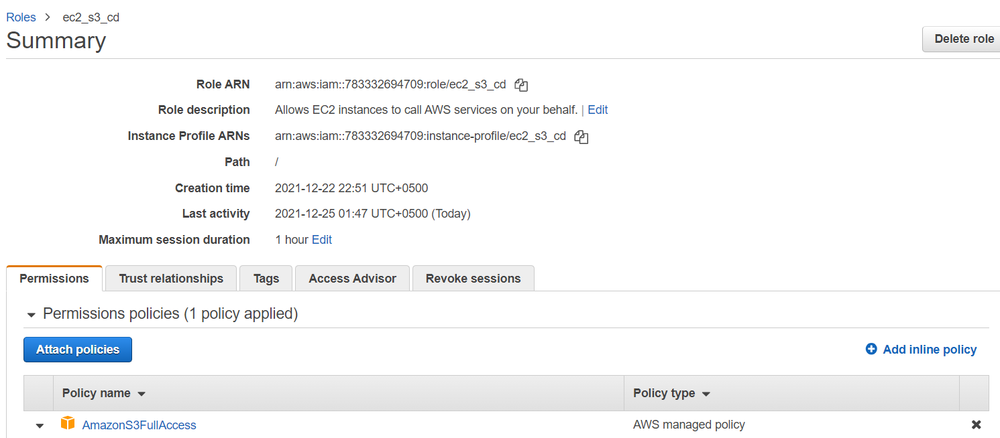 Roles > ec2_s3_cd
Summary
Delete role
Role ARN arn:aws:iam::783332694709:role/ec2_s3_cd
Role description Allows EC2 instances to call AWS services on your behalf. | Edit
Instance Profile ARNs arn:aws:iam::783332694709:instance-profile/ec2_s3_cd
Path /
Creation time 2021-12-22 22:51 UTC+0500
Last activity 2021-12-25 01:47 UTC+0500 (Today)
Maximum session duration 1 hour Edit
Permissions Trust relationships Tags Access Advisor Revoke sessions
Permissions policies (1 policy applied)
Attach policies Add inline policy
Policy name Policy type
AmazonS3FullAccess AWS managed policy